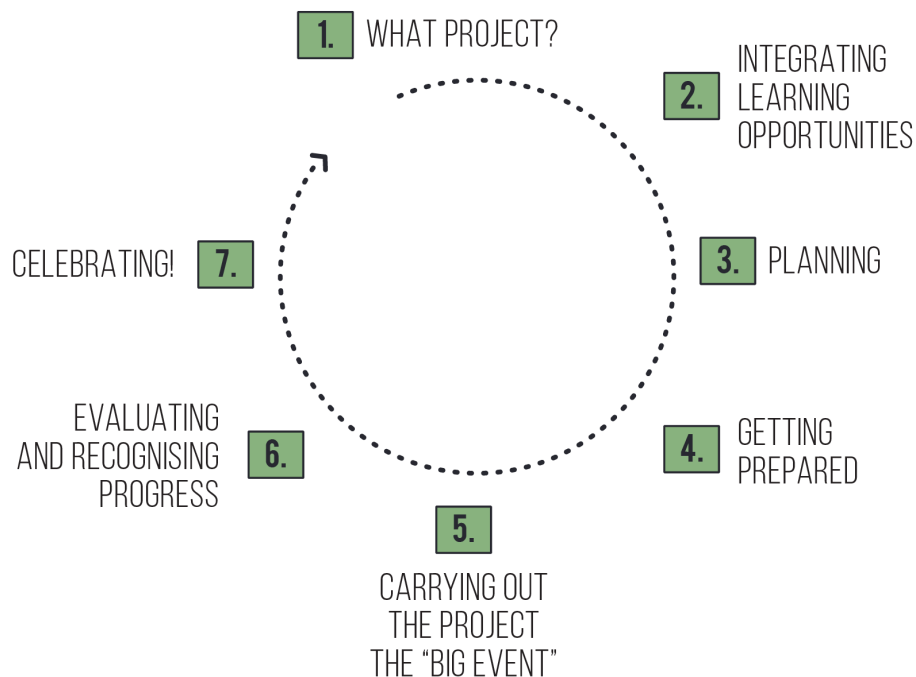 1. WHAT PROJECT?
2. INTEGRATING
LEARNING
OPPORTUNITIES
3. PLANNING
4. GETTING
PREPARED
5.
CARRYING OUT
THE PROJECT
THE “BIG EVENT”
6. EVALUATING
AND RECOGNISING
PROGRESS
7. CELEBRATING!